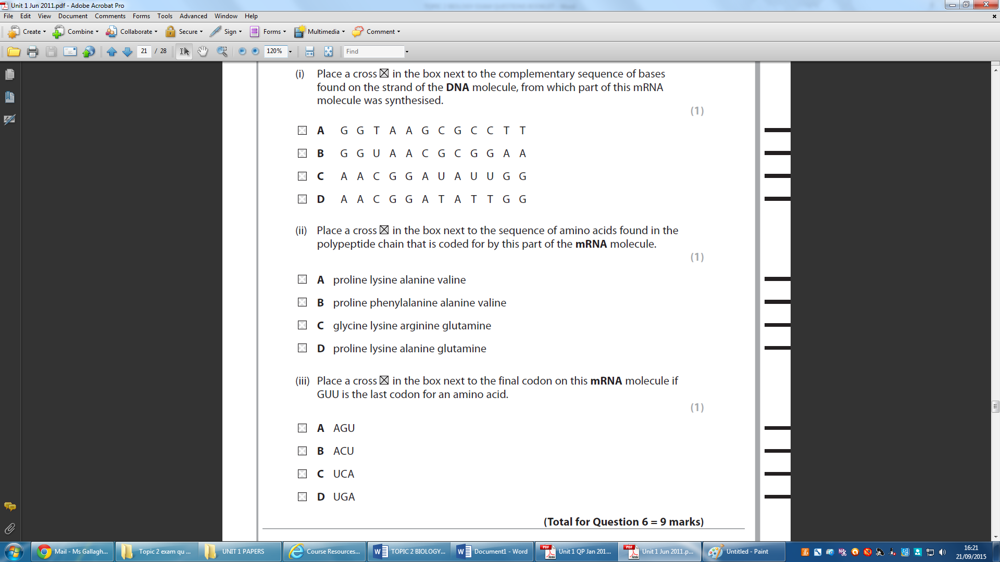 Unit 1 Jun 2011.pdf - Adobe Acrobat Pro
File Edit View Document Comments Forms Tools Advanced Window Help
Create Combine Collaborate Secure Sign Forms Multimedia Comment
21 / 28 120% Find
(i) Place a cross ☒ in the box next to the complementary sequence of bases
found on the strand of the DNA molecule, from which part of this mRNA
molecule was synthesised.
(1)
A G G T A A G C G C C T T
B G G U A A C G C G G A A
C A A C G G A U A U U G G
D A A C G G A T A T T G G
(ii) Place a cross ☒ in the box next to the sequence of amino acids found in the
polypeptide chain that is coded for by this part of the mRNA molecule.
(1)
A proline lysine alanine valine
B proline phenylalanine alanine valine
C glycine lysine arginine glutamine
D proline lysine alanine glutamine
(iii) Place a cross ☒ in the box next to the final codon on this mRNA molecule if
GUU is the last codon for an amino acid.
(1)
A AGU
B ACU
C UCA
D UGA
(Total for Question 6 = 9 marks)
Mail - Ms Gallagh... Topic 2 exam qu ... UNIT 1 PAPERS Course Resources... TOPIC 2 BIOLOGY... Document1 - Word Unit 1 QP Jan 201... Unit 1 Jun 2011.p... Untitled - Paint
16:21
21/09/2015